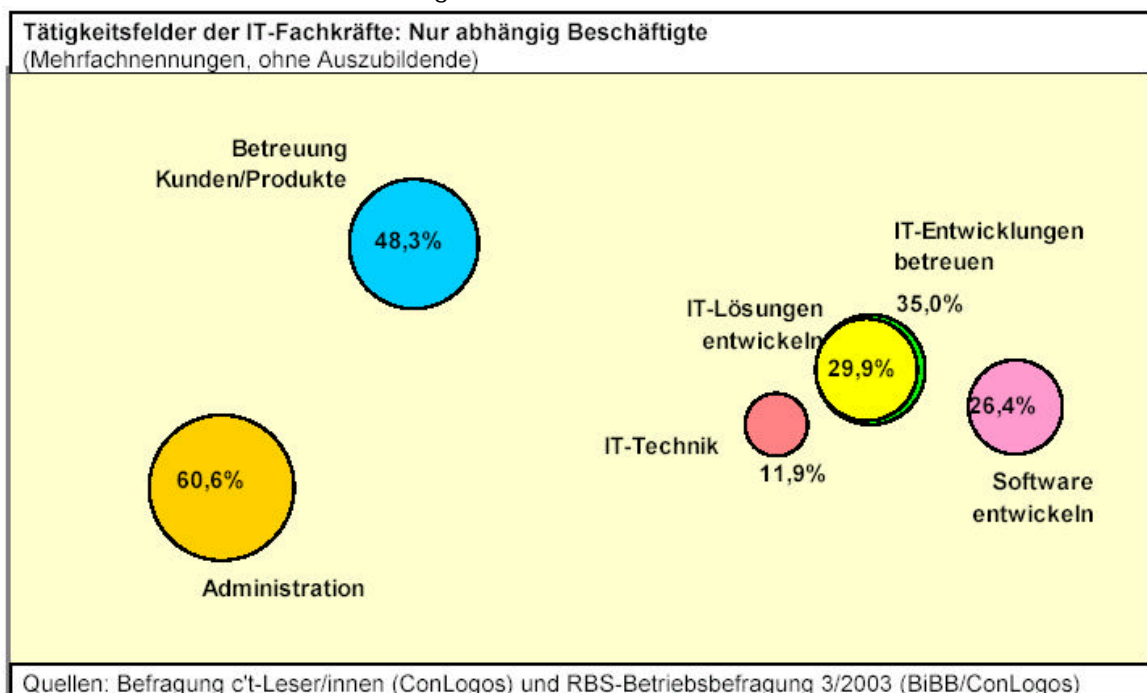 Tätigkeitsfelder der IT-Fachkräfte: Nur abhängig Beschäftigte
(Mehrfachnennungen, ohne Auszubildende)
Betreuung
Kunden/Produkte
48,3%
IT-Entwicklungen
betreuen
35,0%
IT-Lösungen
entwickeln
29,9%
26,4%
Software
entwickeln
IT-Technik
11,9%
60,6%
Administration
Quellen: Befragung c't-Leser/innen (ConLogos) und RBS-Betriebsbefragung 3/2003 (BiBB/ConLogos)